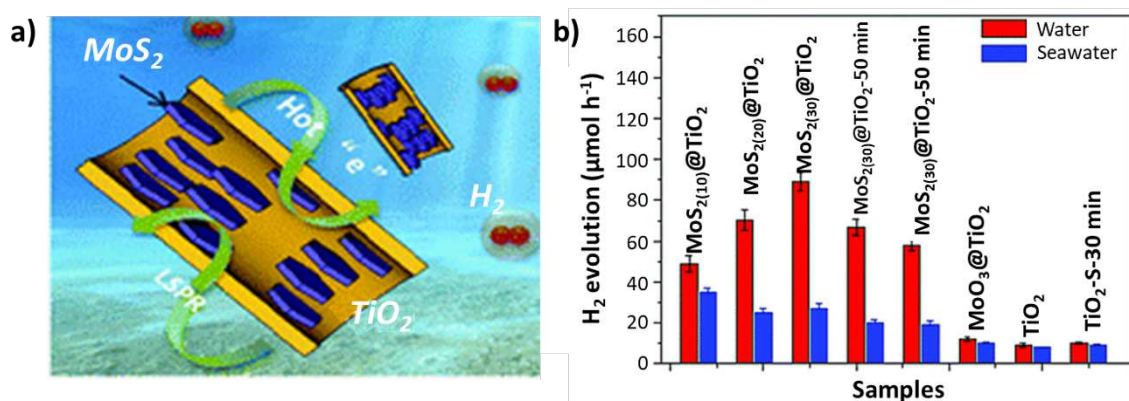 a)
MoS2
Hot
"e"
H2
LSPR
TiO2
b)
H2 evolution (μmol h-1)
160
140
120
100
80
60
40
20
0
Water
Seawater
MoS2(10)@TiO2
MoS2(20)@TiO2
MoS2(30)@TiO2
MoS2(30)@TiO2-50 min
MoS2(30)@TiO2-50 min
MoO3@TiO2
TiO2
TiO2-S-30 min
Samples